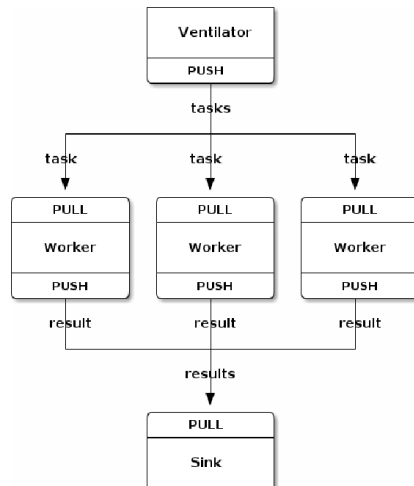 Ventilator
PUSH
tasks
task task task
PULL PULL PULL
Worker Worker Worker
PUSH PUSH PUSH
result result result
results
PULL
Sink